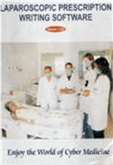 LAPAROSCOPIC PRESCRIPTION
WRITING SOFTWARE
Enjoy the World of Cyber Medicine